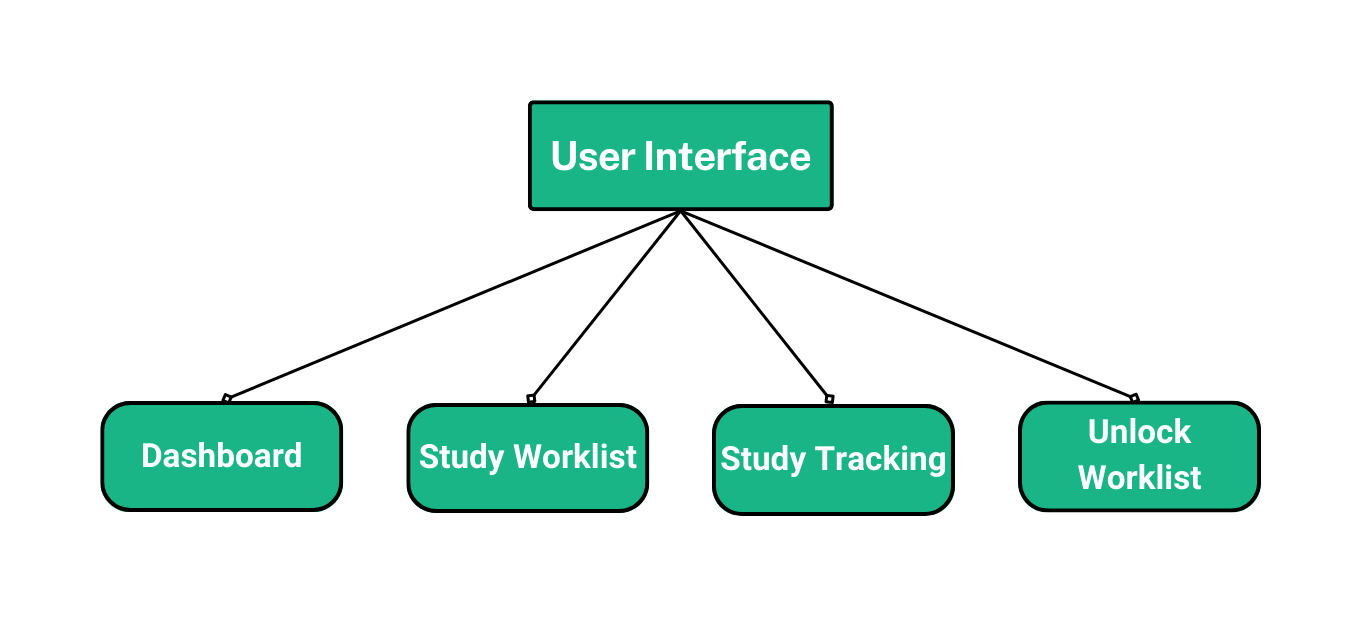 User Interface
Dashboard
Study Worklist
Study Tracking
Unlock
Worklist